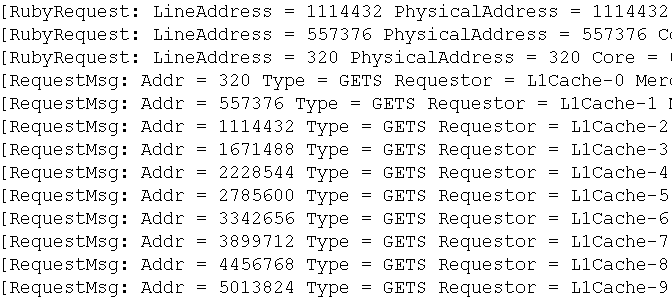 [RubyRequest: LineAddress = 1114432 PhysicalAddress = 1114432
[RubyRequest: LineAddress = 557376 PhysicalAddress = 557376
[RubyRequest: LineAddress = 320 PhysicalAddress = 320 Core =
[RequestMsg: Addr = 320 Type = GETS Requestor = L1Cache-0
[RequestMsg: Addr = 557376 Type = GETS Requestor = L1Cache-1
[RequestMsg: Addr = 1114432 Type = GETS Requestor = L1Cache-2
[RequestMsg: Addr = 1671488 Type = GETS Requestor = L1Cache-3
[RequestMsg: Addr = 2228544 Type = GETS Requestor = L1Cache-4
[RequestMsg: Addr = 2785600 Type = GETS Requestor = L1Cache-5
[RequestMsg: Addr = 3342656 Type = GETS Requestor = L1Cache-6
[RequestMsg: Addr = 3899712 Type = GETS Requestor = L1Cache-7
[RequestMsg: Addr = 4456768 Type = GETS Requestor = L1Cache-8
[RequestMsg: Addr = 5013824 Type = GETS Requestor = L1Cache-9